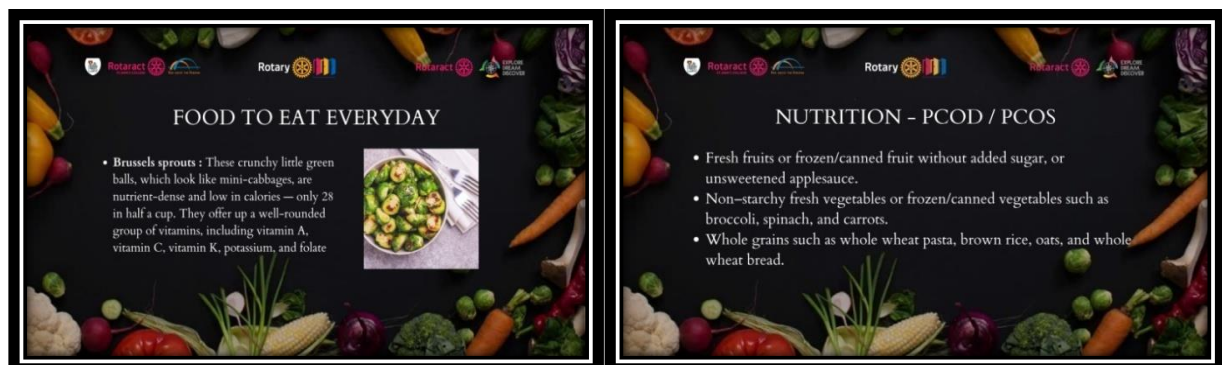 Rotaract
Rotary
Rotaract
EXPLORE
DREAM
DISCOVER
FOOD TO EAT EVERYDAY
• Brussels sprouts : These crunchy little green
balls, which look like mini-cabbages, are
nutrient-dense and low in calories — only 28
in half a cup. They offer up a well-rounded
group of vitamins, including vitamin A,
vitamin C, vitamin K, potassium, and folate
Rotaract
Rotary
Rotaract
EXPLORE
DREAM
DISCOVER
NUTRITION - PCOD / PCOS
• Fresh fruits or frozen/canned fruit without added sugar, or
unsweetened applesauce.
• Non–starchy fresh vegetables or frozen/canned vegetables such as
broccoli, spinach, and carrots.
• Whole grains such as whole wheat pasta, brown rice, oats, and whole
wheat bread.